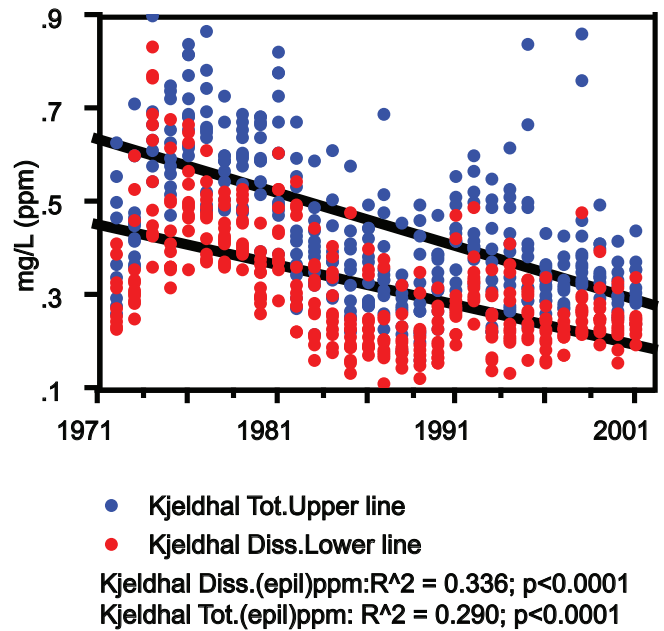 .9
.7
mg/L (ppm)
.5
.3
.1
1971 1981 1991 2001
Kjeldhal Tot.Upper line
Kjeldhal Diss.Lower line
Kjeldhal Diss.(epil)ppm:R^2 = 0.336; p<0.0001
Kjeldhal Tot.(epil)ppm: R^2 = 0.290; p<0.0001